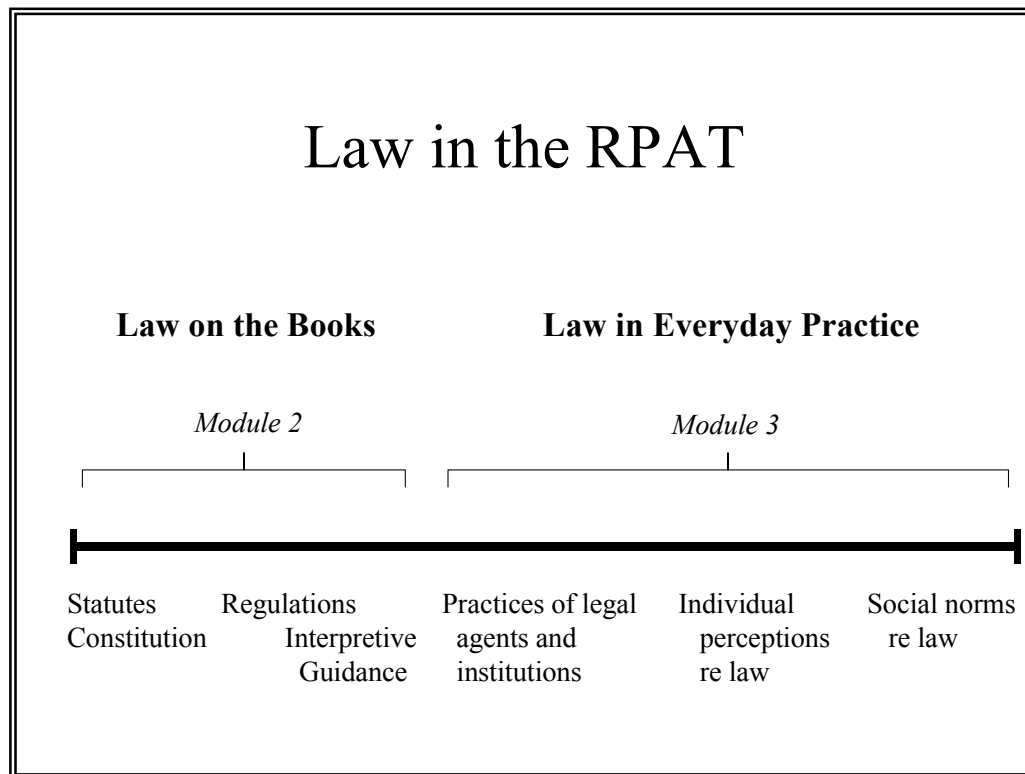 Law in the RPAT
Law on the Books
Law in Everyday Practice
Module 2
Module 3
Statutes
Constitution
Regulations
Interpretive
Guidance
Practices of legal
agents and
institutions
Individual
perceptions
re law
Social norms
re law